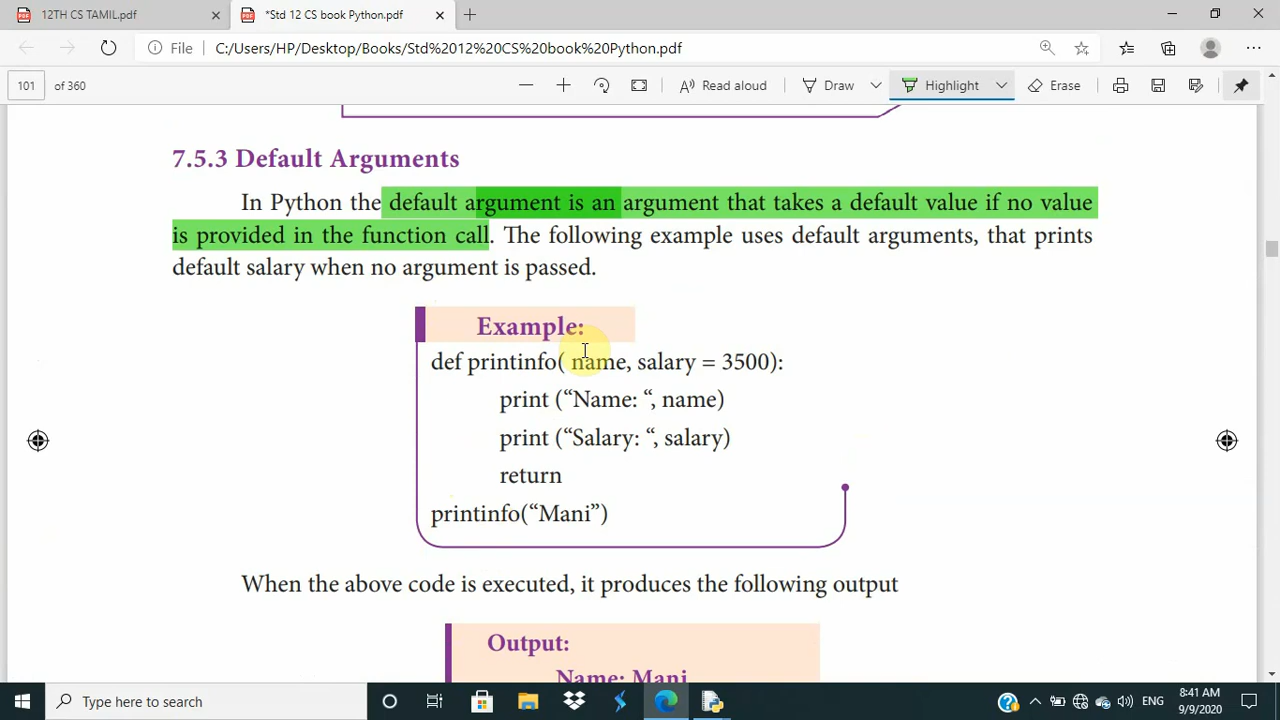 12TH CS TAMIL.pdf
*Std 12 CS book Python.pdf
File
C:/Users/HP/Desktop/Books/Std%2012%20CS%20book%20Python.pdf
101 of 360
Read aloud
Draw
Highlight
Erase
7.5.3 Default Arguments
In Python the default argument is an argument that takes a default value if no value
is provided in the function call. The following example uses default arguments, that prints
default salary when no argument is passed.
Example:
def printinfo( name, salary = 3500):
print (“Name: “, name)
print (“Salary: “, salary)
return
printinfo(“Mani”)
When the above code is executed, it produces the following output
Output:
Name: Mani
Type here to search
ENG
8:41 AM
9/9/2020